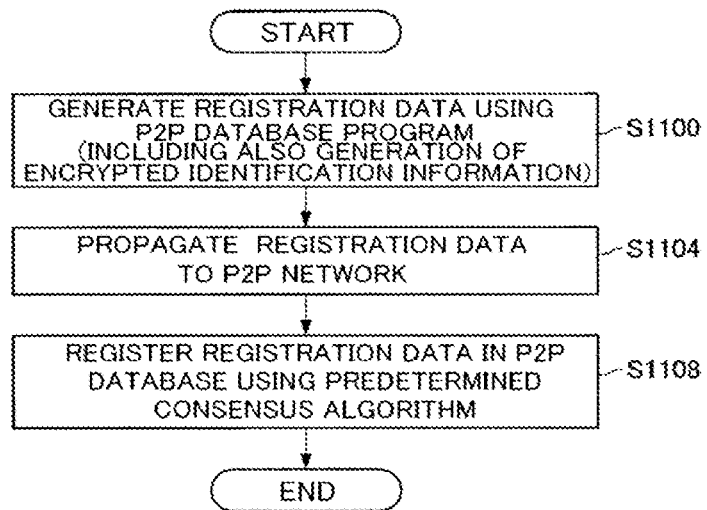 START
GENERATE REGISTRATION DATA USING
P2P DATABASE PROGRAM
(INCLUDING ALSO GENERATION OF
ENCRYPTED IDENTIFICATION INFORMATION)
S1100
PROPAGATE REGISTRATION DATA
TO P2P NETWORK
S1104
REGISTER REGISTRATION DATA IN P2P
DATABASE USING PREDETERMINED
CONSENSUS ALGORITHM
S1108
END